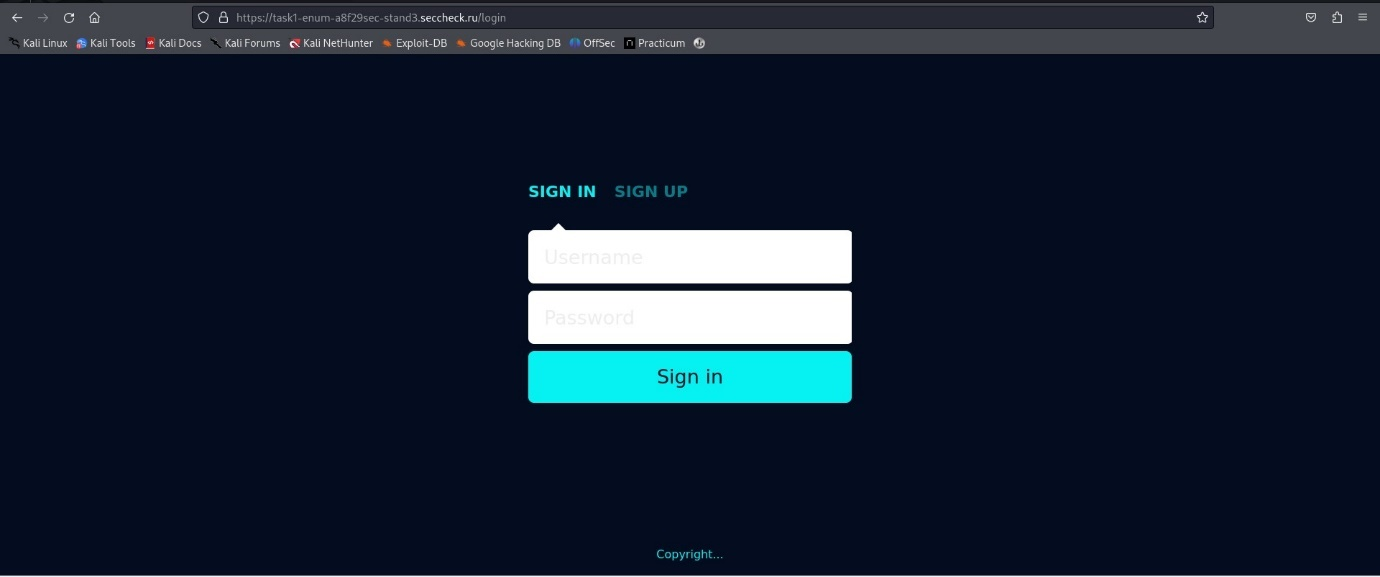 https://task1-enum-a8f29sec-stand3.seccheck.ru/login
Kali Linux Kali Tools Kali Docs Kali Forums Kali NetHunter Exploit-DB Google Hacking DB OffSec Practicum
SIGN IN SIGN UP
Username
Password
Sign in
Copyright...